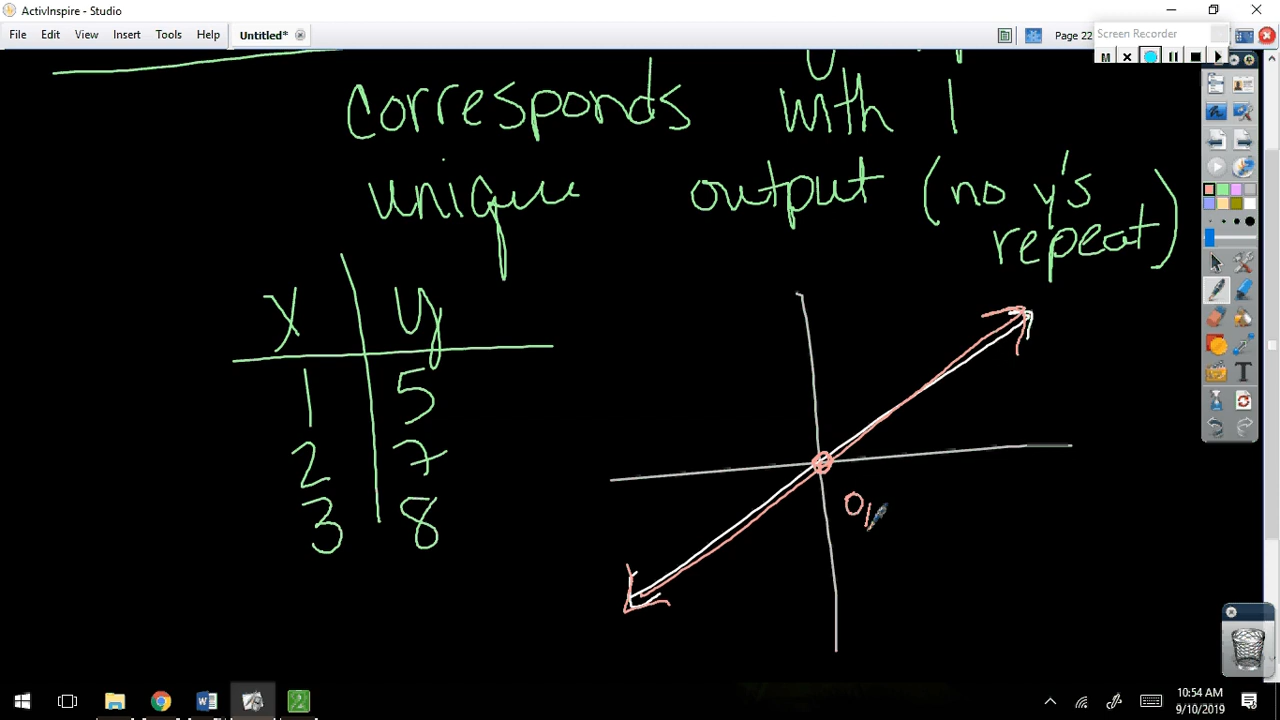 ActivInspire - Studio
File Edit View Insert Tools Help Untitled*
Page 22
Screen Recorder
corresponds with 1
unique output (no y's
repeat)
x y
1 5
2 7
3 8
T
10:54 AM
9/10/2019